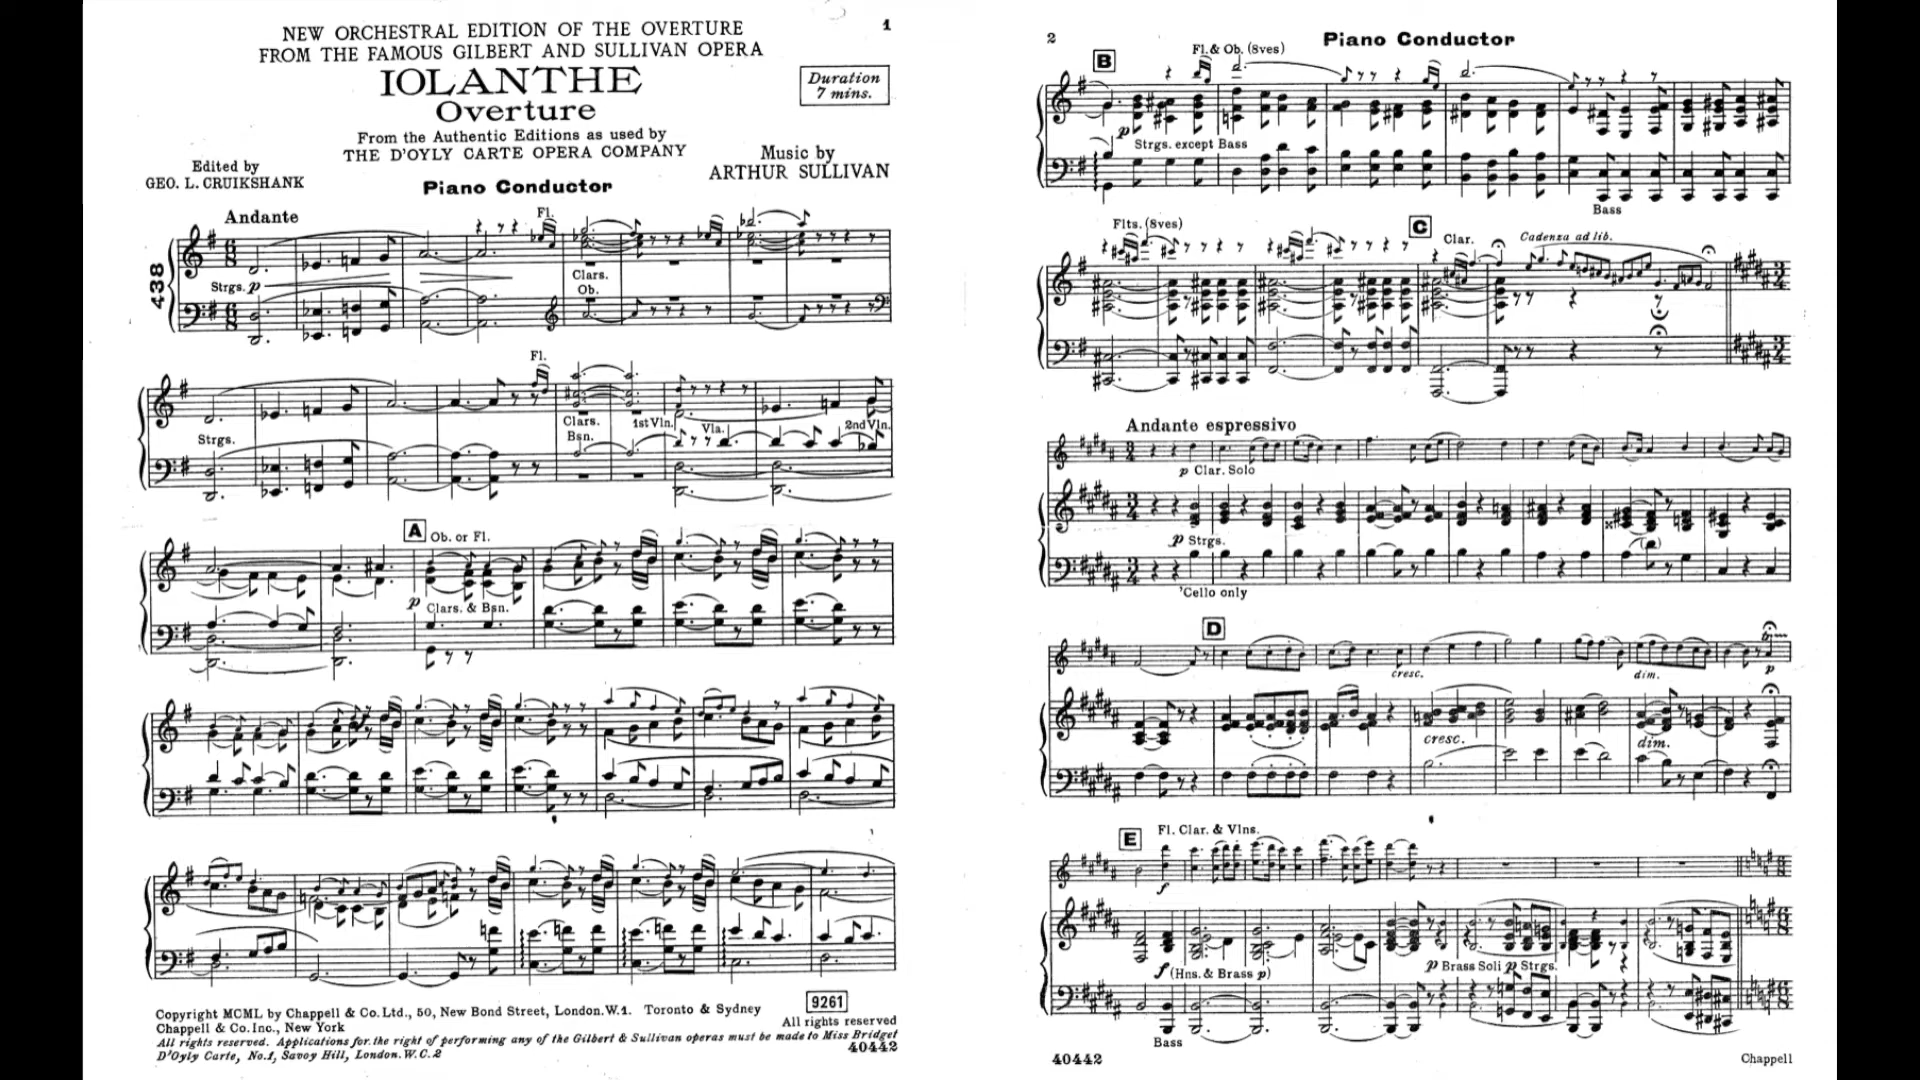 NEW ORCHESTRAL EDITION OF THE OVERTURE
FROM THE FAMOUS GILBERT AND SULLIVAN OPERA
IOLANTHE
Overture
From the Authentic Editions as used by
THE D'OYLY CARTE OPERA COMPANY
1
Duration
7 mins.
Edited by
GEO. L. CRUIKSHANK
Music by
ARTHUR SULLIVAN
Piano Conductor
Andante
438
Fl.
Strgs. p
Clars.
Ob.
Fl.
Strgs.
Clars.
Bsn.
1st Vln.
Vla.
2nd Vln.
A Ob. or Fl.
p Clars. & Bsn.
Copyright MCML by Chappell & Co. Ltd., 50, New Bond Street, London. W.1. Toronto & Sydney
Chappell & Co. Inc., New York
9261
All rights reserved
All rights reserved. Applications for the right of performing any of the Gilbert & Sullivan operas must be made to Miss Bridget
D'Oyly Carte, No. 1, Savoy Hill, London. W.C.2
40442
2
Piano Conductor
B
Fl. & Ob. (8ves)
p
Strgs. except Bass
Bass
Flts. (8ves)
C
Clar.
Cadenza ad lib.
Andante espressivo
p Clar. Solo
p Strgs.
'Cello only
D
cresc.
dim.
p
cresc.
dim.
E
Fl. Clar. & Vlns.
f
f (Hns. & Brass p)
p Brass Soli p Strgs.
Bass
40442
Chappell